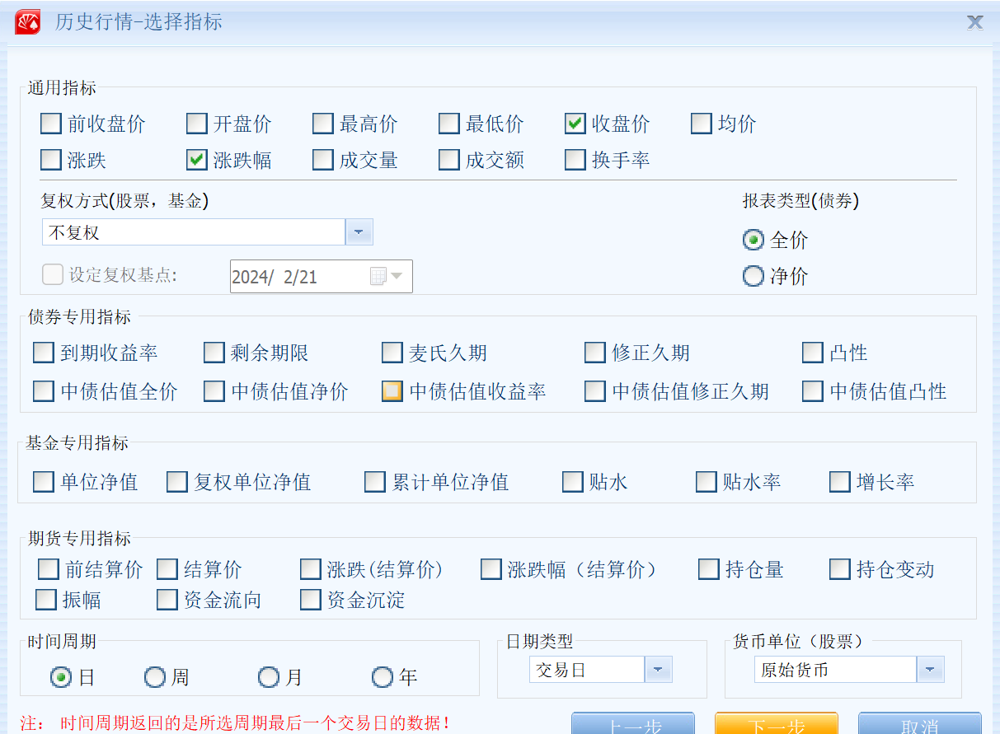 历史行情-选择指标
通用指标
前收盘价 开盘价 最高价 最低价 收盘价 均价
涨跌 涨跌幅 成交量 成交额 换手率
复权方式(股票，基金) 报表类型(债券)
不复权
全价
设定复权基点: 2024/ 2/21
净价
债券专用指标
到期收益率 剩余期限 麦氏久期 修正久期 凸性
中债估值全价 中债估值净价 中债估值收益率 中债估值修正久期 中债估值凸性
基金专用指标
单位净值 复权单位净值 累计单位净值 贴水 贴水率 增长率
期货专用指标
前结算价 结算价 涨跌(结算价) 涨跌幅（结算价） 持仓量 持仓变动
振幅 资金流向 资金沉淀
时间周期 日期类型 货币单位（股票）
日 周 月 年 交易日 原始货币
注： 时间周期返回的是所选周期最后一个交易日的数据！
上一步 下一步 取消